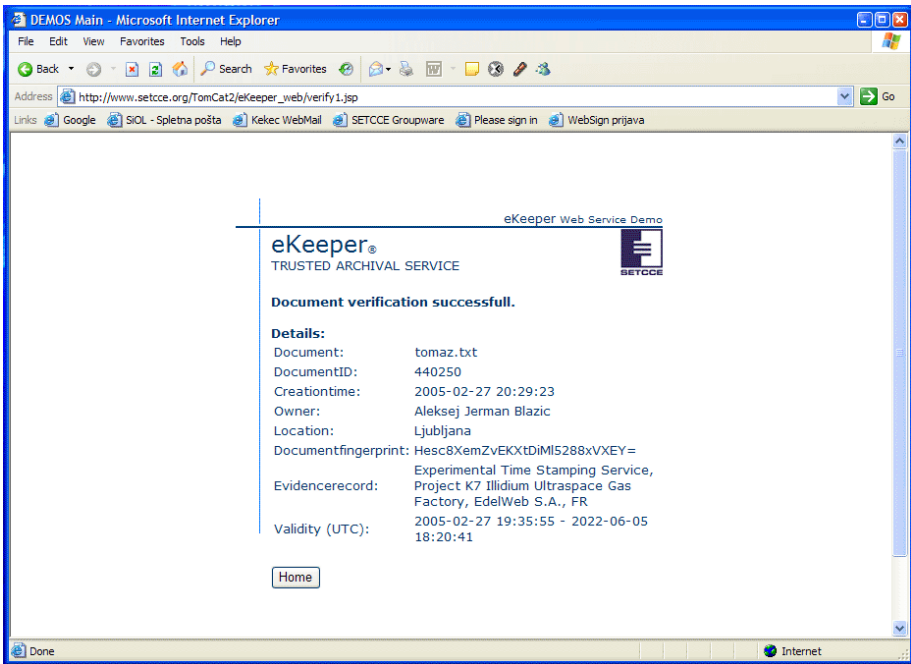 DEMOS Main - Microsoft Internet Explorer
File Edit View Favorites Tools Help
Back Search Favorites W
Address http://www.setcce.org/TomCat2/eKeeper_web/verify1.jsp Go
Links Google SiOL - Spletna pošta Kekec WebMail SETCCE Groupware Please sign in WebSign prijava
eKeeper Web Service Demo
eKeeper®
TRUSTED ARCHIVAL SERVICE
SETCCE
Document verification successfull.
Details:
Document: tomaz.txt
DocumentID: 440250
Creationtime: 2005-02-27 20:29:23
Owner: Aleksej Jerman Blazic
Location: Ljubljana
Documentfingerprint: Hesc8XemZvEKXtDiMl5288xVXEY=
Evidencerecord: Experimental Time Stamping Service,
Project K7 Illidium Ultraspace Gas
Factory, EdelWeb S.A., FR
Validity (UTC): 2005-02-27 19:35:55 - 2022-06-05
18:20:41
Home
Done Internet